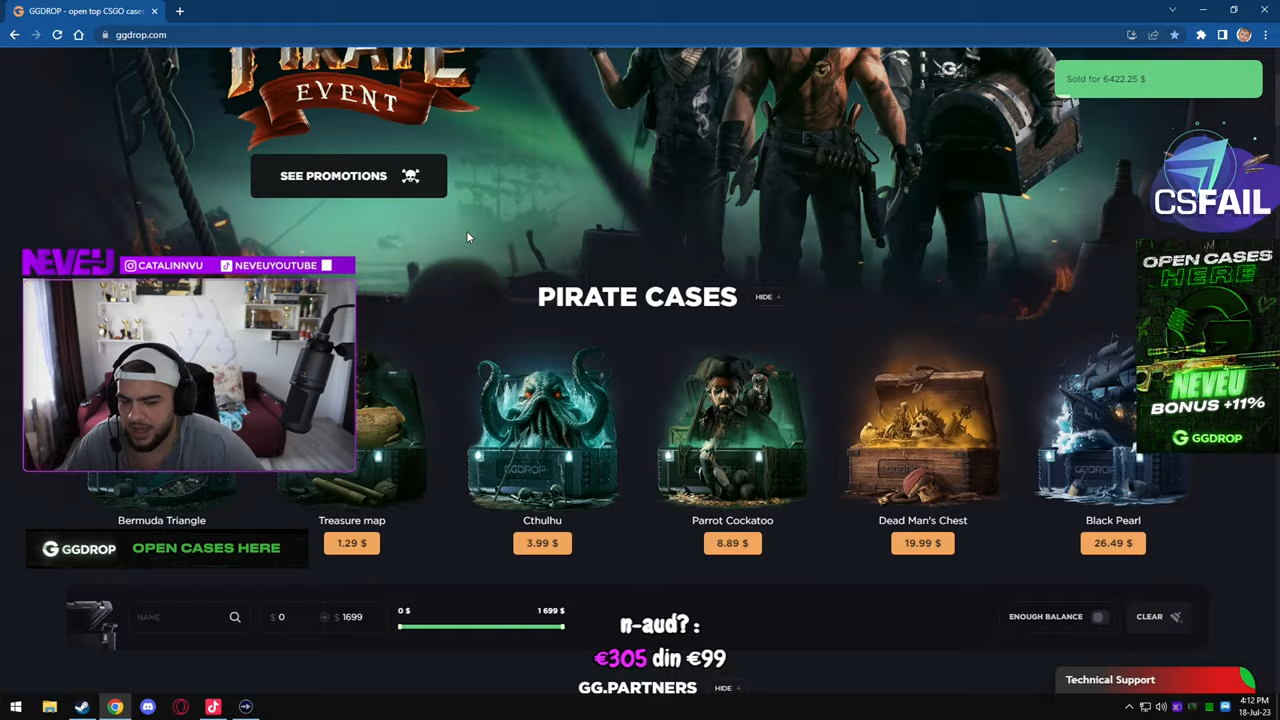 GGDROP - open top CSGO cases
ggdrop.com
PIRATE
EVENT
Sold for 6422.25 $
SEE PROMOTIONS
CSFAIL
OPEN CASES
HERE
NEVEU
BONUS +11%
GGDROP
NEVEU
CATALINNVU
NEVEUYOUTUBE
PIRATE CASES
HIDE
GGDROP
GGDROP
Bermuda Triangle
Treasure map
Cthulhu
Parrot Cockatoo
Dead Man's Chest
Black Pearl
1.29 $
3.99 $
8.89 $
19.99 $
26.49 $
GGDROP
OPEN CASES HERE
NAME
$ 0
$ 1699
0 $
1 699 $
ENOUGH BALANCE
CLEAR
n-aud? :
€305 din €99
GG.PARTNERS
HIDE
Technical Support
4:12 PM
18-Jul-23